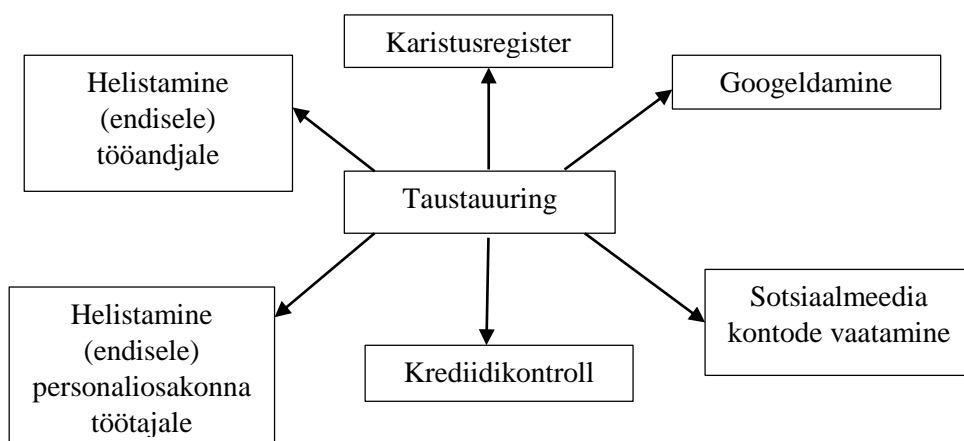 Karistusregister
Helistamine
(endisele)
tööandjale
Googeldamine
Taustauuring
Helistamine
(endisele)
personaliosakonna
töötajale
Krediidikontroll
Sotsiaalmeedia
kontode vaatamine